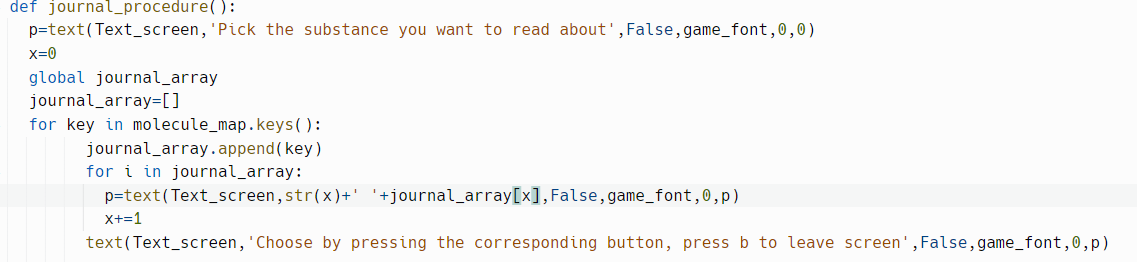 def journal_procedure():
  p=text(Text_screen,'Pick the substance you want to read about',False,game_font,0,0)
  x=0
  global journal_array
  journal_array=[]
  for key in molecule_map.keys():
        journal_array.append(key)
        for i in journal_array:
          p=text(Text_screen,str(x)+' '+journal_array[x],False,game_font,0,p)
          x+=1
        text(Text_screen,'Choose by pressing the corresponding button, press b to leave screen',False,game_font,0,p)